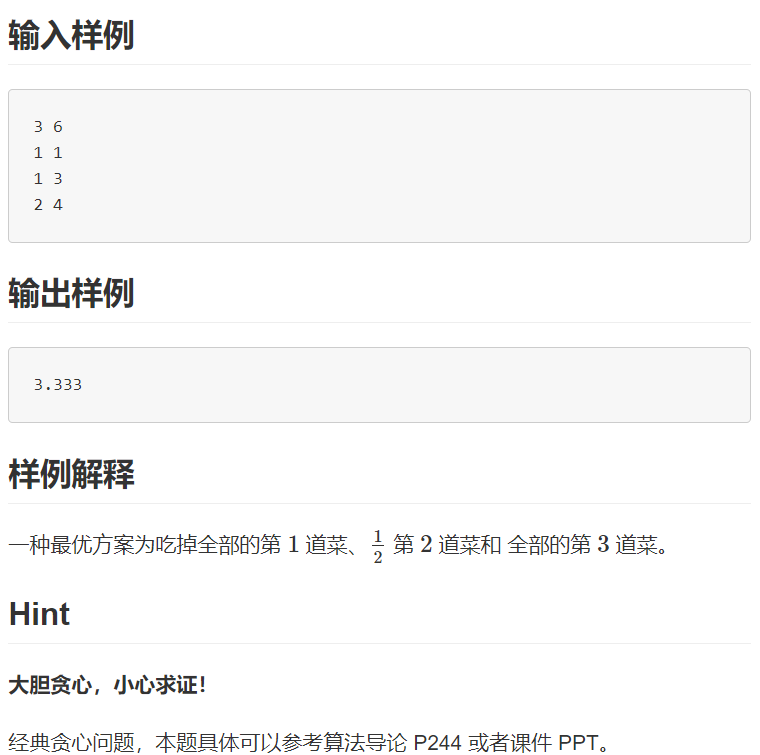 输入样例
3 6
1 1
1 3
2 4
输出样例
3.333
样例解释
一种最优方案为吃掉全部的第 1 道菜、1/2 第 2 道菜和 全部的第 3 道菜。
Hint
大胆贪心，小心求证！
经典贪心问题，本题具体可以参考算法导论 P244 或者课件 PPT。